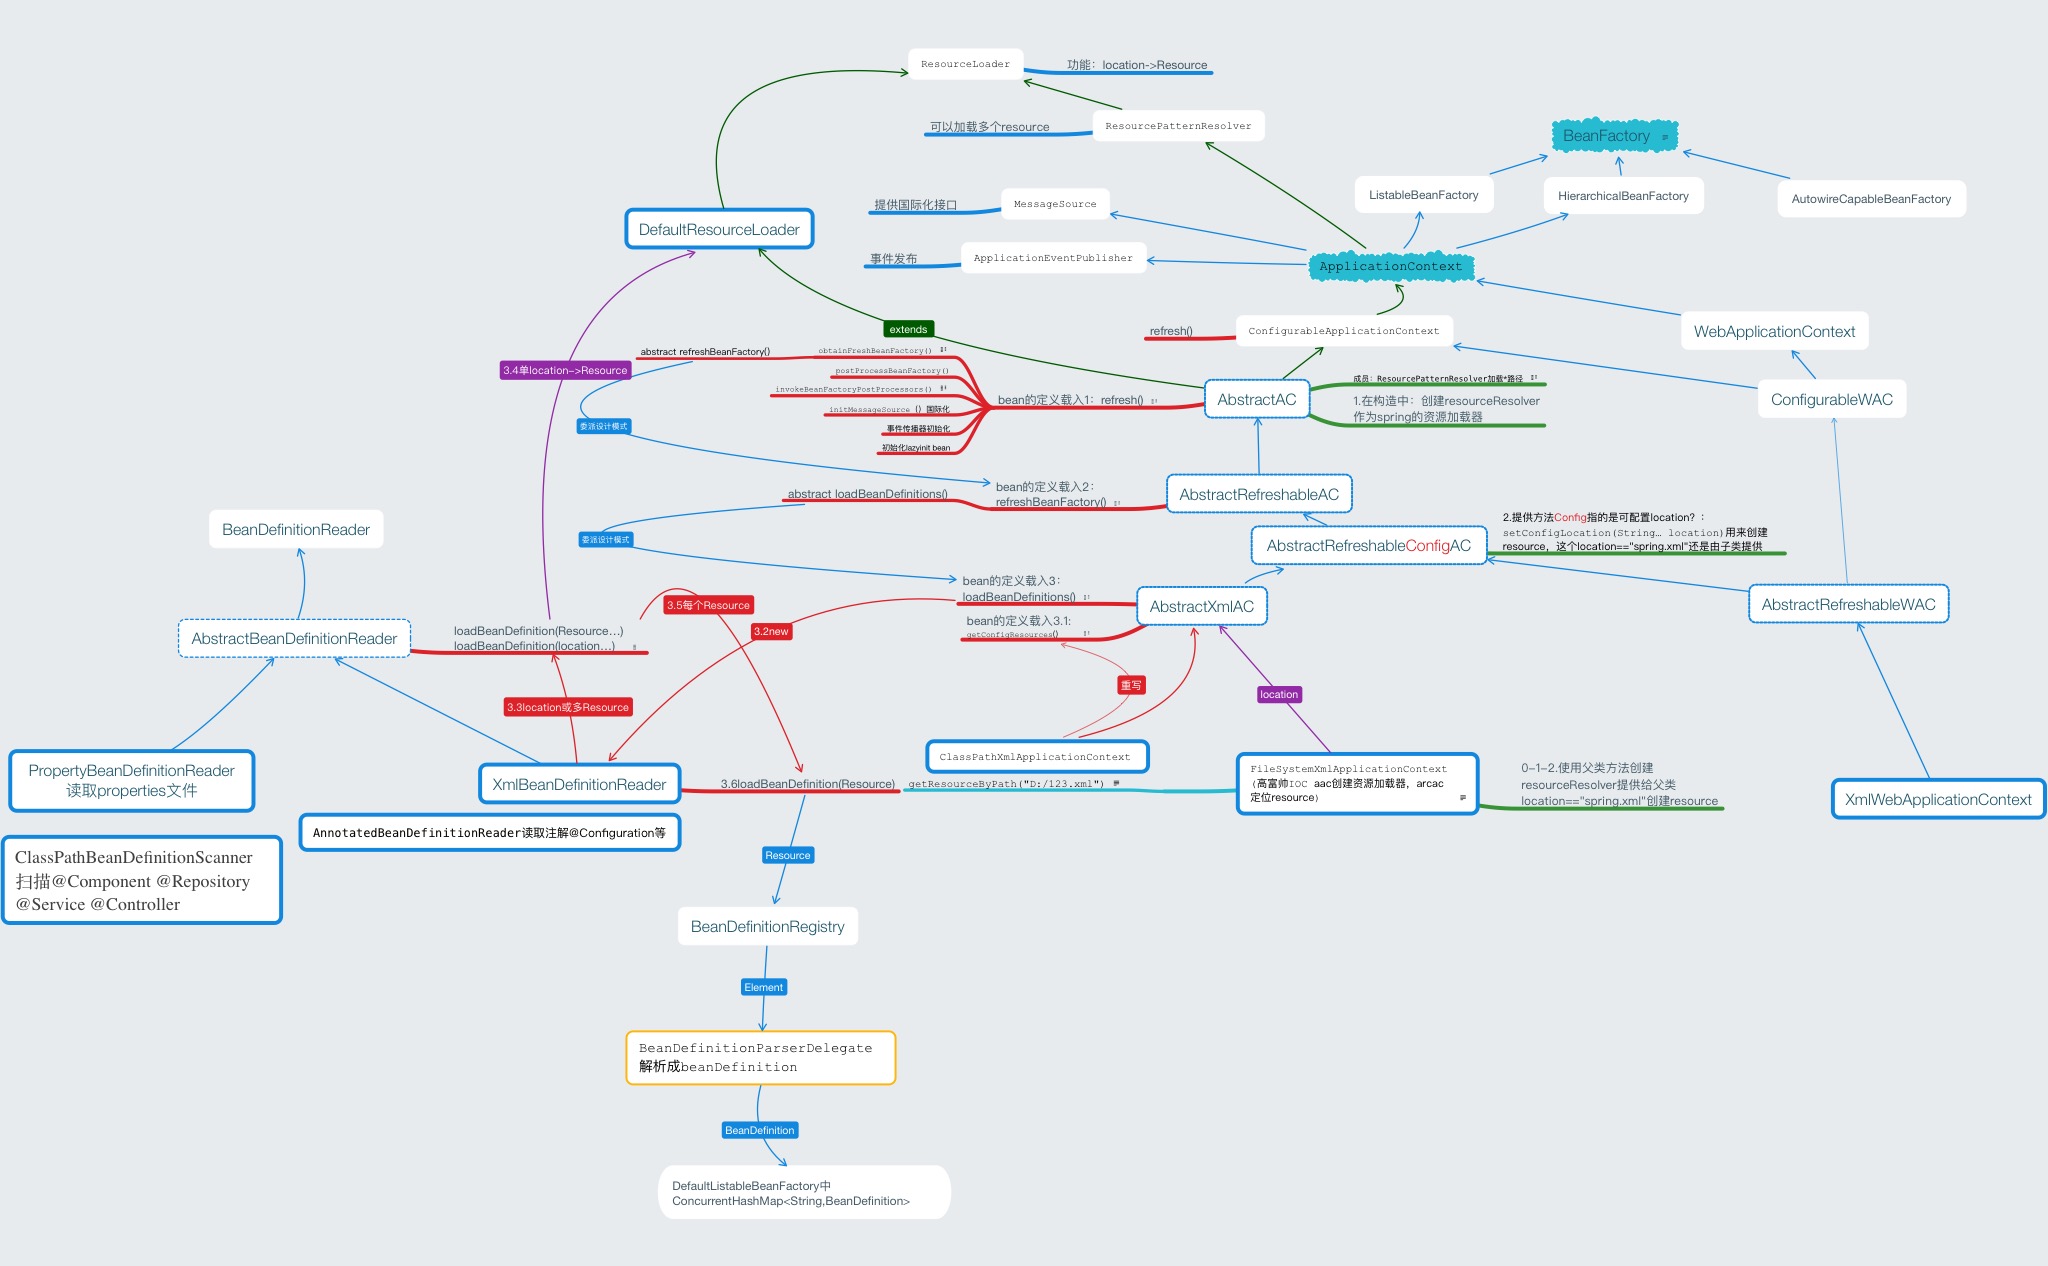 ResourceLoader
功能：location->Resource
可以加载多个resource
ResourcePatternResolver
BeanFactory
ListableBeanFactory
HierarchicalBeanFactory
AutowireCapableBeanFactory
提供国际化接口
MessageSource
DefaultResourceLoader
事件发布
ApplicationEventPublisher
ApplicationContext
extends
refresh()
ConfigurableApplicationContext
WebApplicationContext
abstract refreshBeanFactory()
obtainFreshBeanFactory()
3.4单location-->Resource
postProcessBeanFactory()
invokeBeanFactoryPostProcessors()
initMessageSource () 国际化
事件传播器初始化
初始化lazyinit bean
bean的定义载入1：refresh()
AbstractAC
成员：ResourcePatternResolver加载*路径
1.在构造中：创建resourceResolver
作为spring的资源加载器
ConfigurableWAC
委派设计模式
abstract loadBeanDefinitions()
bean的定义载入2：
refreshBeanFactory()
AbstractRefreshableAC
BeanDefinitionReader
委派设计模式
AbstractRefreshableConfigAC
2.提供方法Config指的是可配置location?：
setConfigLocation(String… location)用来创建
resource，这个location=="spring.xml"还是由子类提供
bean的定义载入3：
loadBeanDefinitions()
AbstractXmlAC
AbstractRefreshableWAC
3.5每个Resource
bean的定义载入3.1:
getConfigResources()
3.2new
AbstractBeanDefinitionReader
loadBeanDefinition(Resource...)
loadBeanDefinition(location...)
重写
location
3.3location或多Resource
PropertyBeanDefinitionReader
读取properties文件
XmlBeanDefinitionReader
3.6loadBeanDefinition(Resource)
ClassPathXmlApplicationContext
getResourceByPath("D:/123.xml")
FileSystemXmlApplicationContext
(高富帅IOC aac创建资源加载器，arcac
定位resource)
0-1-2.使用父类方法创建
resourceResolver提供给父类
location=="spring.xml"创建resource
XmlWebApplicationContext
AnnotatedBeanDefinitionReader读取注解@Configuration等
ClassPathBeanDefinitionScanner
扫描@Component @Repository
@Service @Controller
Resource
BeanDefinitionRegistry
Element
BeanDefinitionParserDelegate
解析成beanDefinition
BeanDefinition
DefaultListableBeanFactory中
ConcurrentHashMap<String,BeanDefinition>